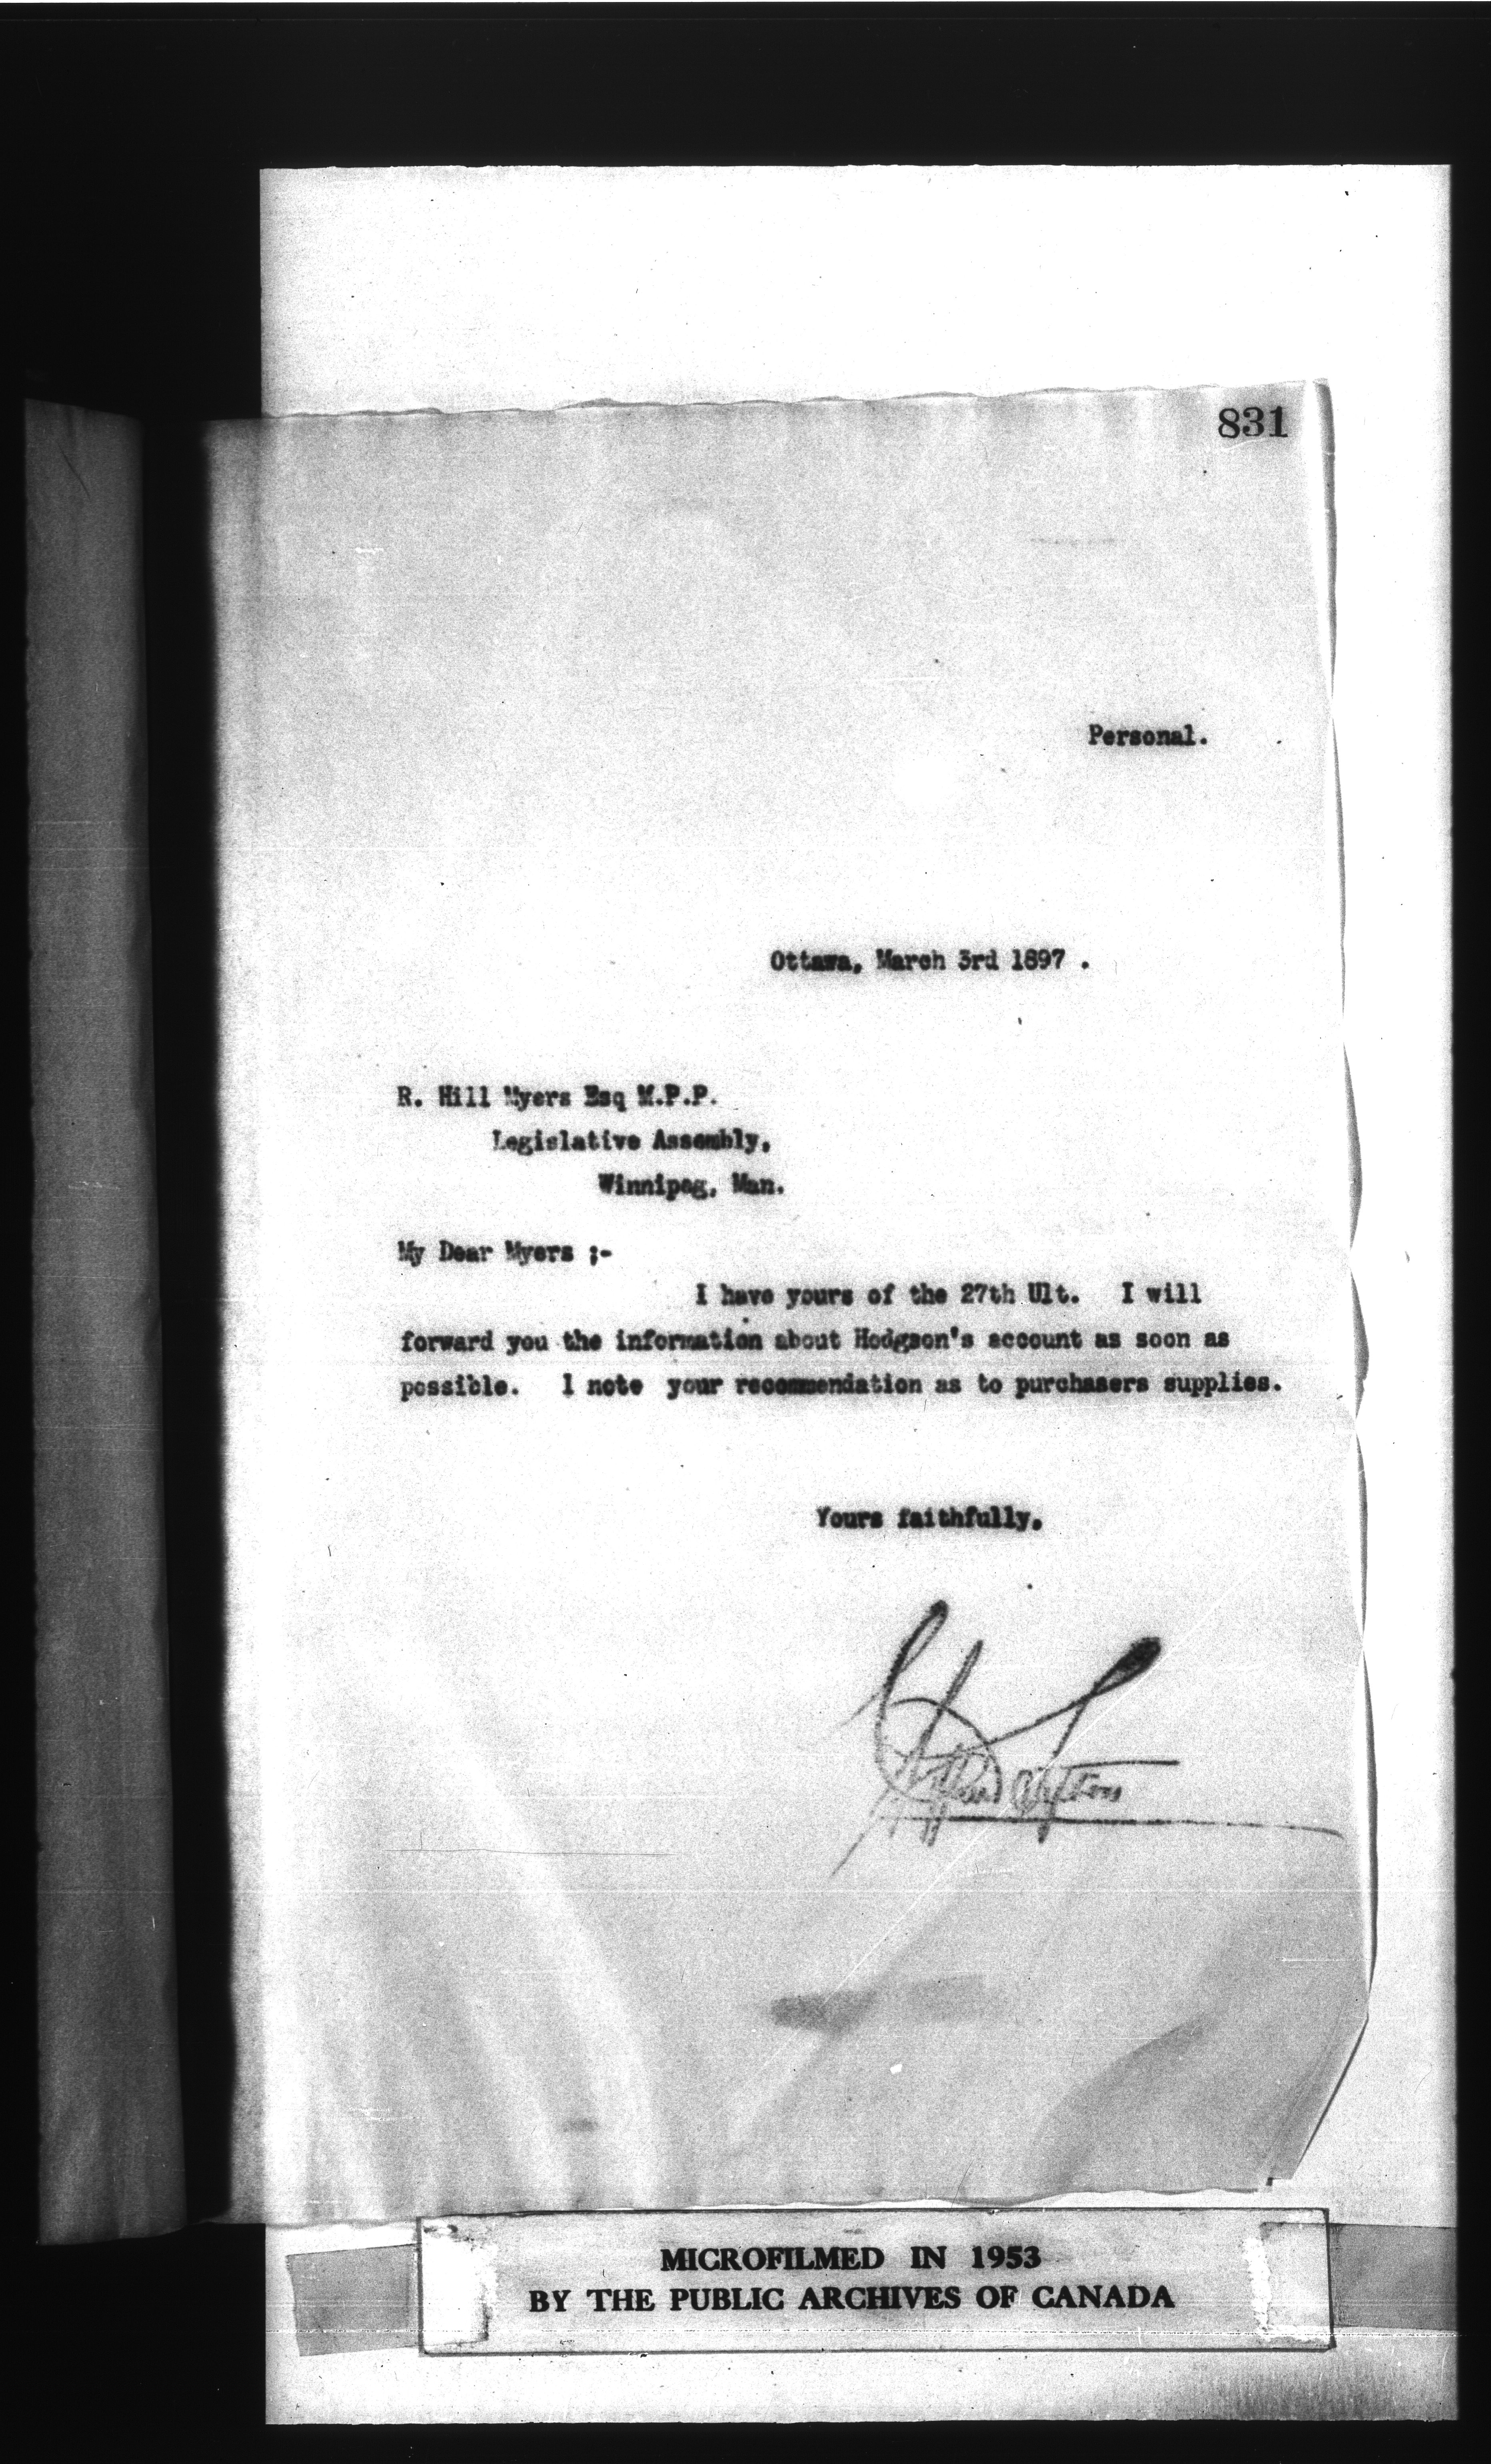 831
Personal.
Ottawa, March 3rd 1897 .
R. Hill Myers Esq M.P.P.
Legislative Assembly,
Winnipeg, Man.
My Dear Myers ;-
I have yours of the 27th Ult. I will
forward you the information about Hodgson's account as soon as
possible. I note your recommendation as to purchasers supplies.
Yours faithfully,
Clifford Sifton
MICROFILMED IN 1953
BY THE PUBLIC ARCHIVES OF CANADA